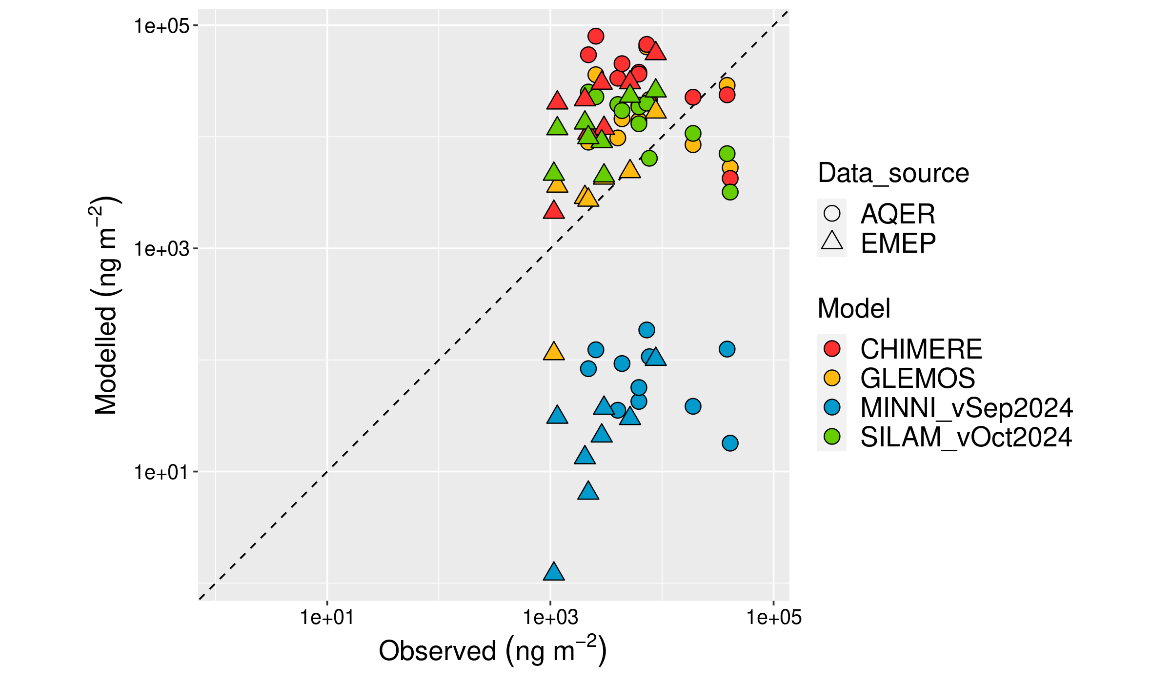 1e+05
1e+03
1e+01
Modelled (ng m−2)
1e+01
1e+03
1e+05
Observed (ng m−2)
Data_source
AQER
EMEP
Model
CHIMERE
GLEMOS
MINNI_vSep2024
SILAM_vOct2024